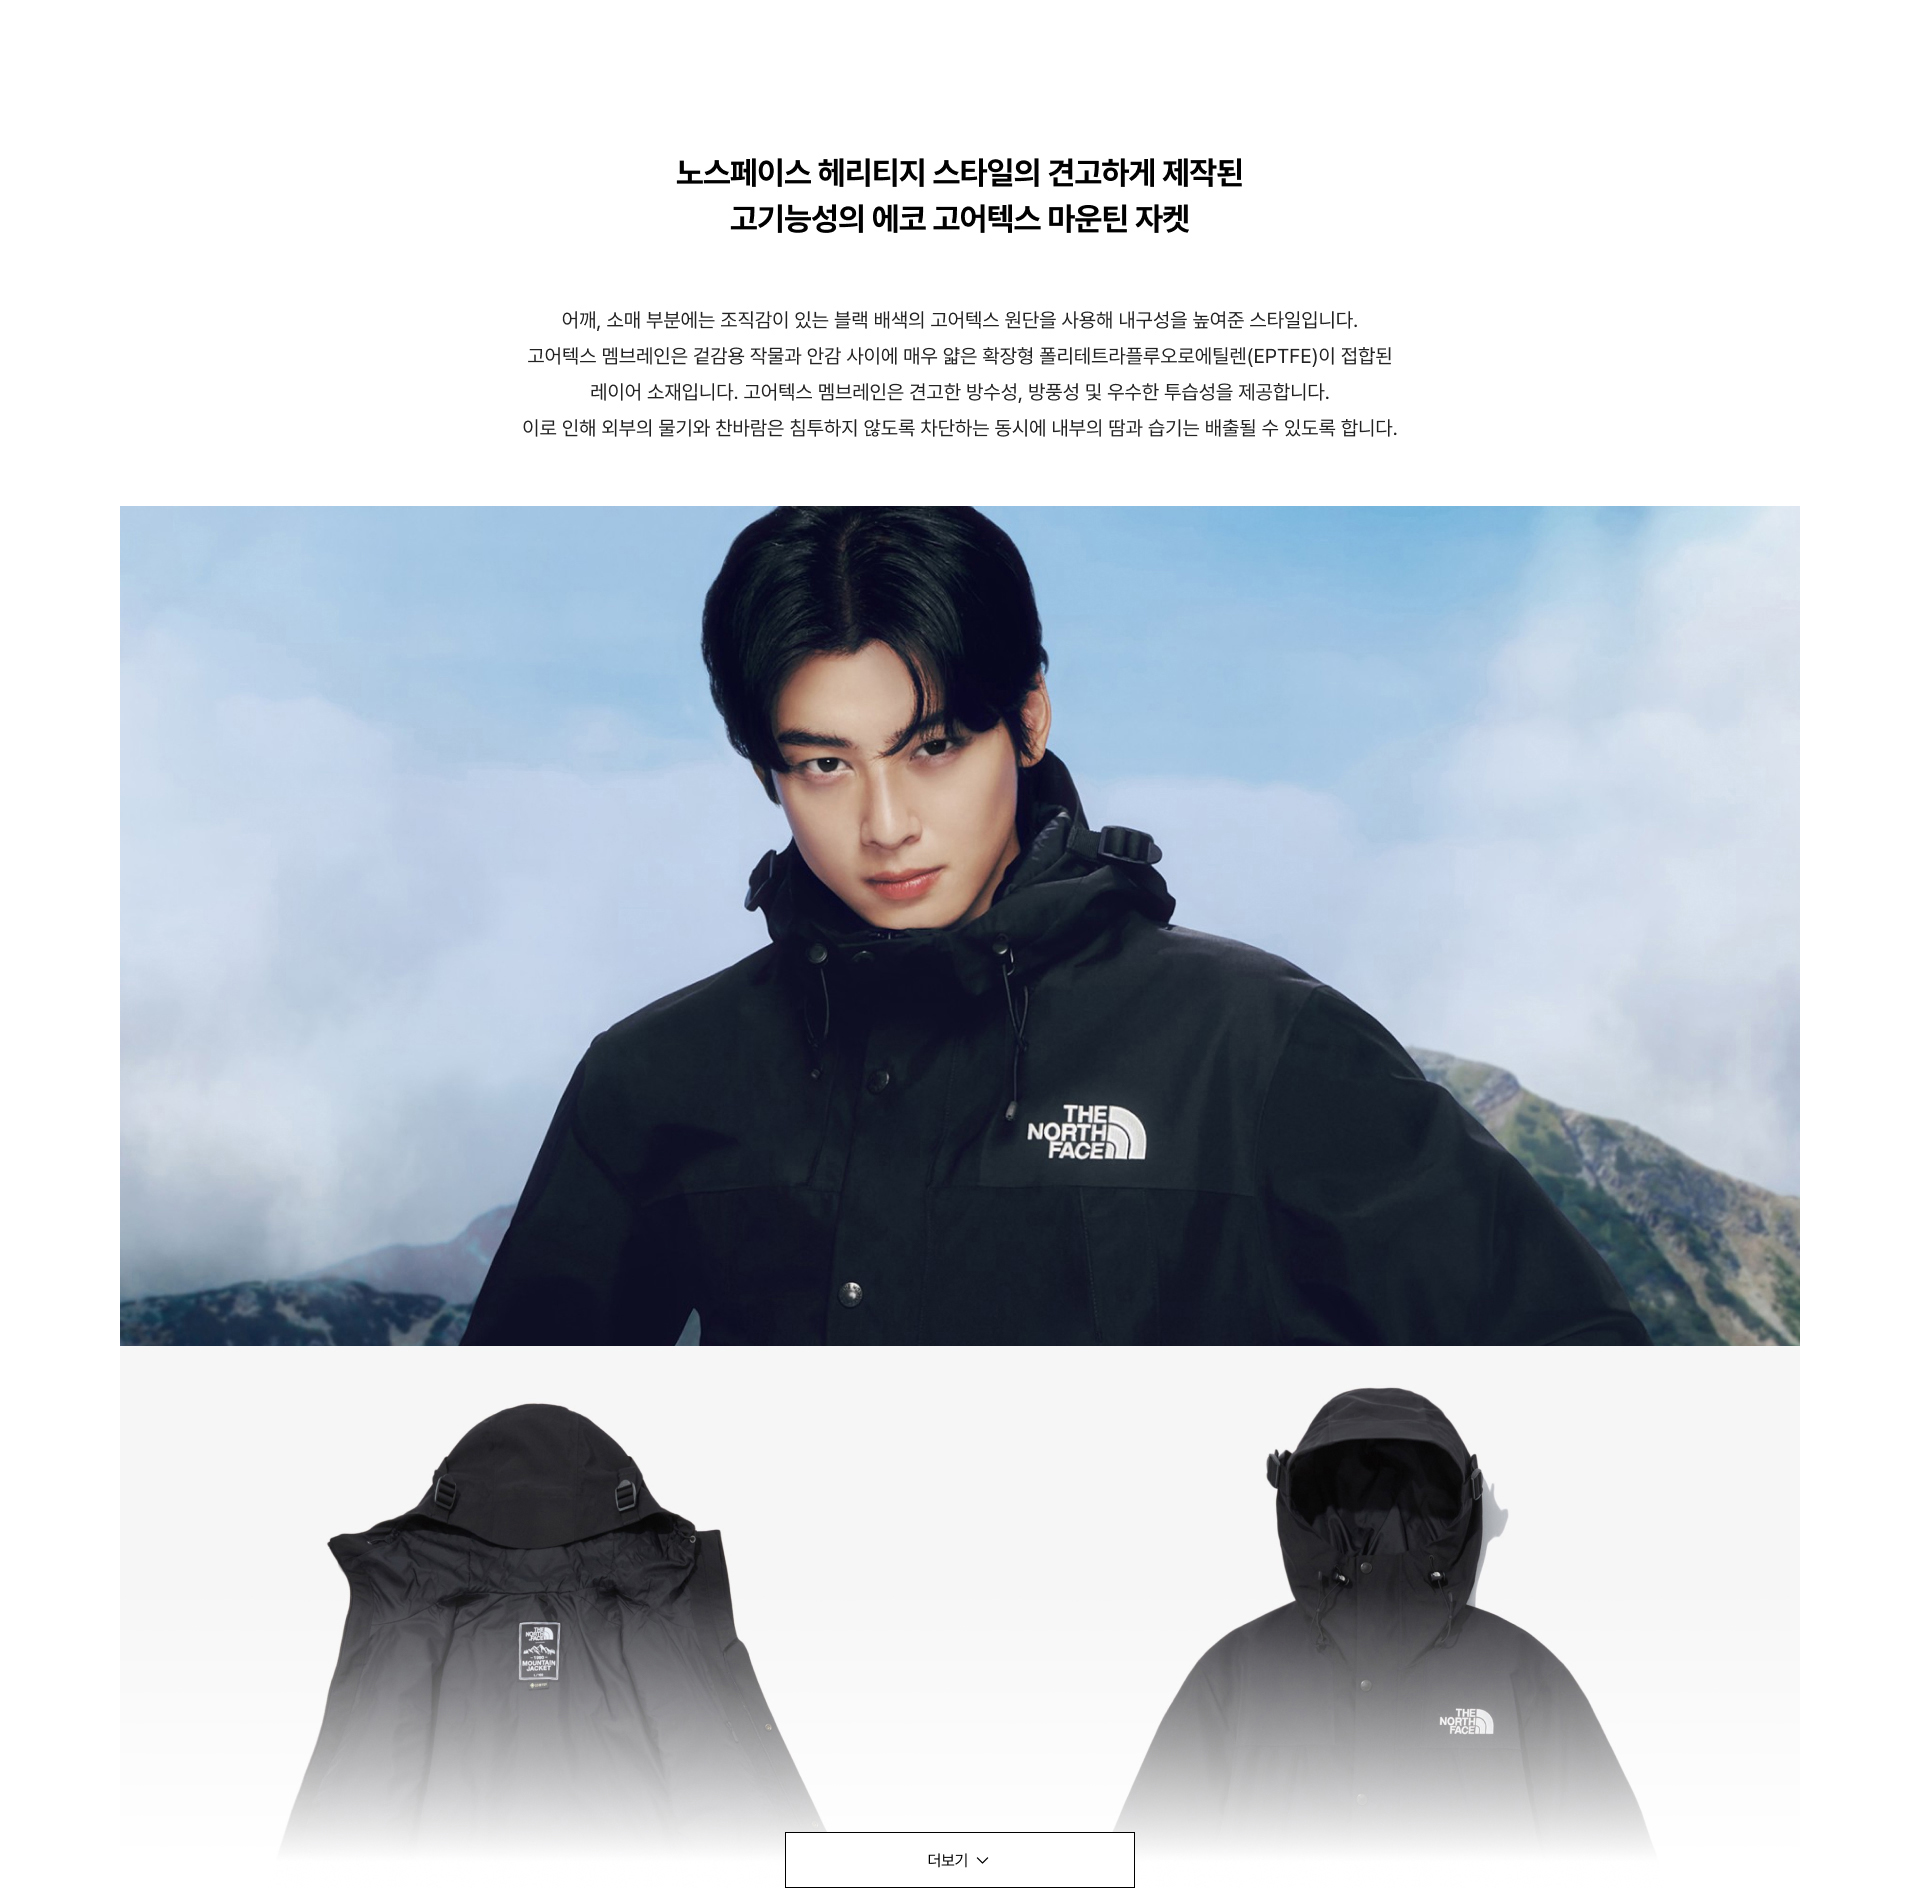 노스페이스 헤리티지 스타일의 견고하게 제작된
고기능성의 에코 고어텍스 마운틴 자켓
어깨, 소매 부분에는 조직감이 있는 블랙 배색의 고어텍스 원단을 사용해 내구성을 높여준 스타일입니다.
고어텍스 멤브레인은 겉감용 작물과 안감 사이에 매우 얇은 확장형 폴리테트라플루오로에틸렌(EPTFE)이 접합된
레이어 소재입니다. 고어텍스 멤브레인은 견고한 방수성, 방풍성 및 우수한 투습성을 제공합니다.
이로 인해 외부의 물기와 찬바람은 침투하지 않도록 차단하는 동시에 내부의 땀과 습기는 배출될 수 있도록 합니다.
THE
NORTH
FACE
THE
NORTH
FACE
1990
MOUNTAIN
JACKET
THE
NORTH
FACE
더보기